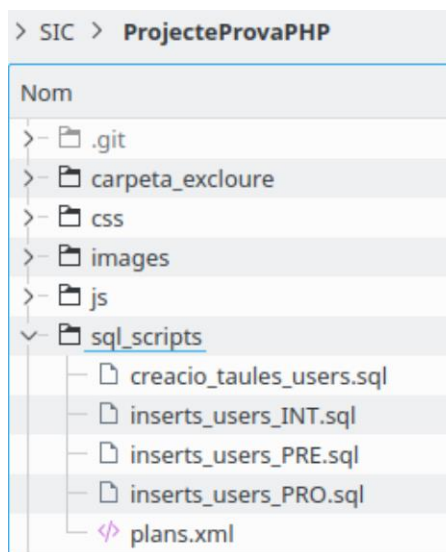 > SIC > ProjecteProvaPHP
Nom
.git
carpeta_excloure
css
images
js
sql_scripts
creacio_taules_users.sql
inserts_users_INT.sql
inserts_users_PRE.sql
inserts_users_PRO.sql
plans.xml